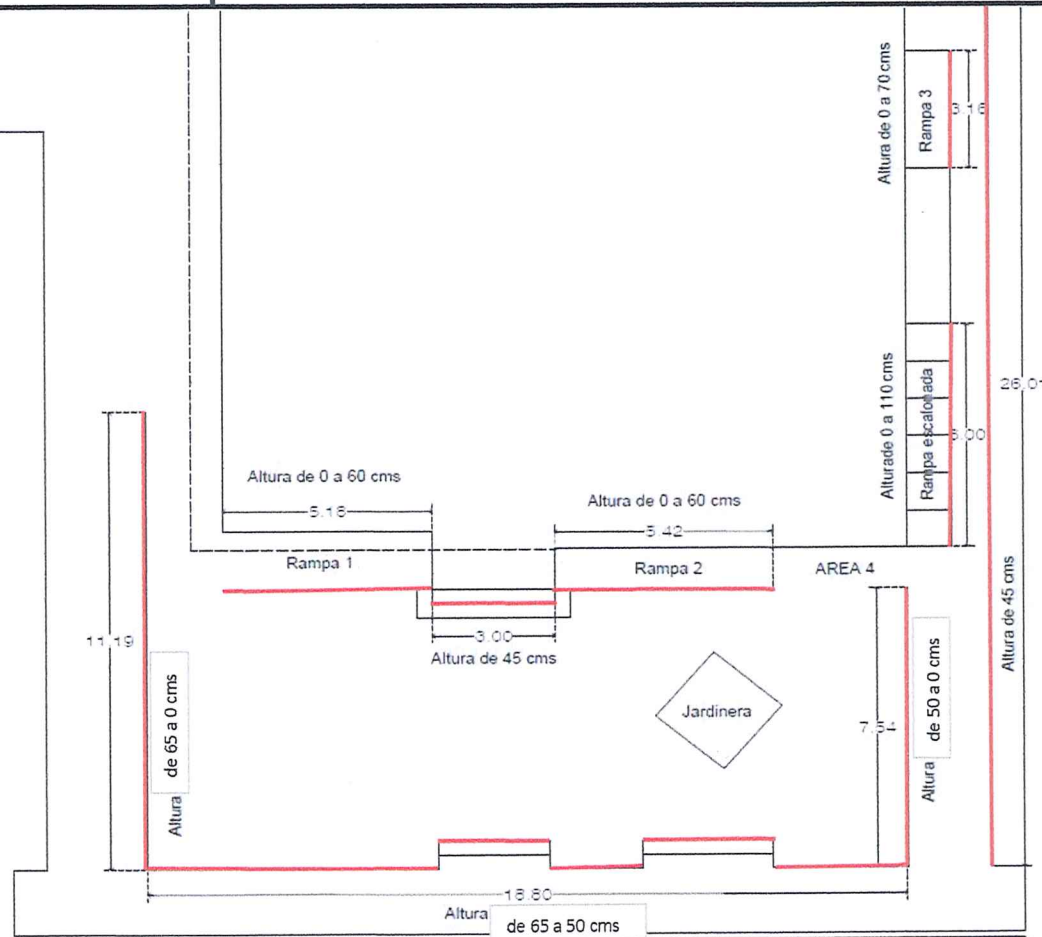 Altura de 0 a 70 cms
Rampa 3
3.16
Alturade 0 a 110 cms
Rampa escalonada
6.00
26.01
Altura de 45 cms
Altura de 0 a 60 cms
5.16
Altura de 0 a 60 cms
5.42
Rampa 1
Rampa 2
AREA 4
3.00
Altura de 45 cms
11.19
Altura de 65 a 0 cms
Jardinera
7.54
Altura de 50 a 0 cms
18.80
Altura de 65 a 50 cms